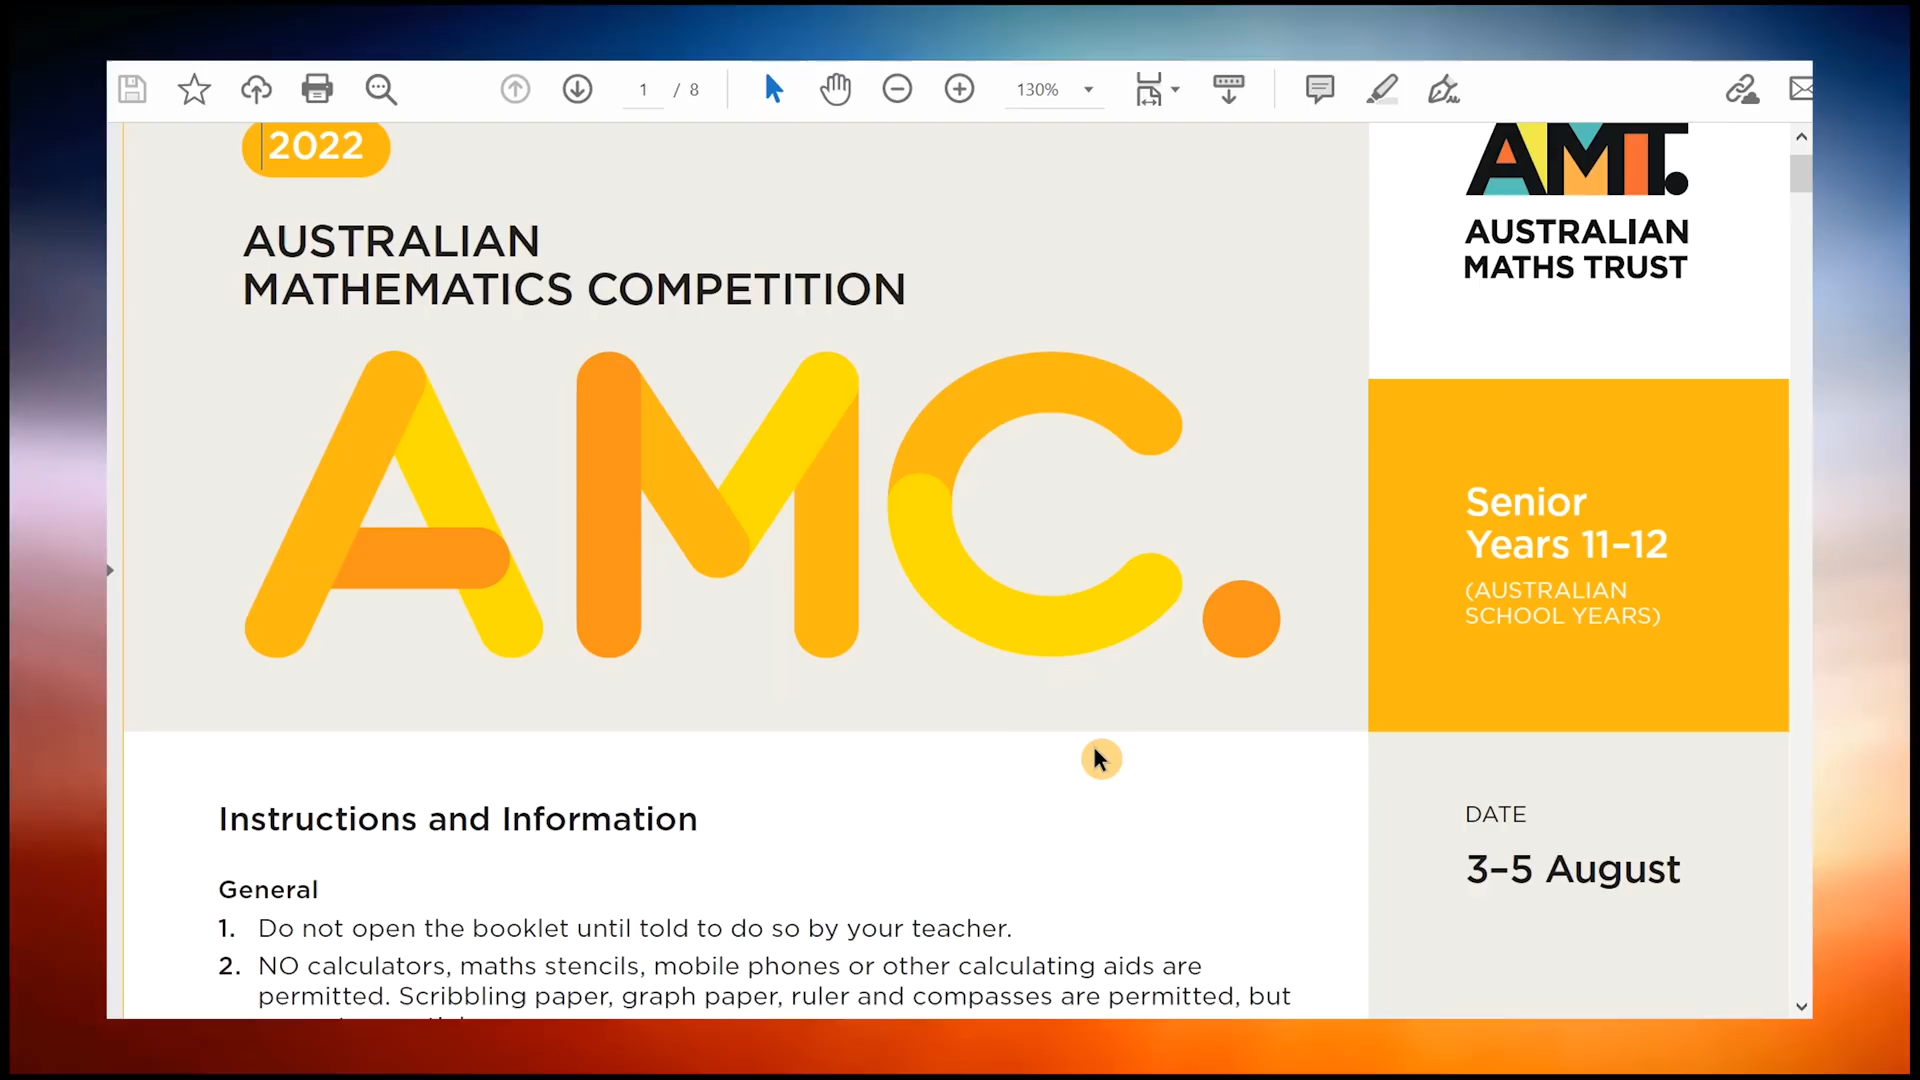 1 / 8
130%
2022
AUSTRALIAN
MATHEMATICS COMPETITION
AMC.
AMT.
AUSTRALIAN
MATHS TRUST
Senior
Years 11–12
(AUSTRALIAN
SCHOOL YEARS)
DATE
3–5 August
Instructions and Information
General
1. Do not open the booklet until told to do so by your teacher.
2. NO calculators, maths stencils, mobile phones or other calculating aids are
permitted. Scribbling paper, graph paper, ruler and compasses are permitted, but